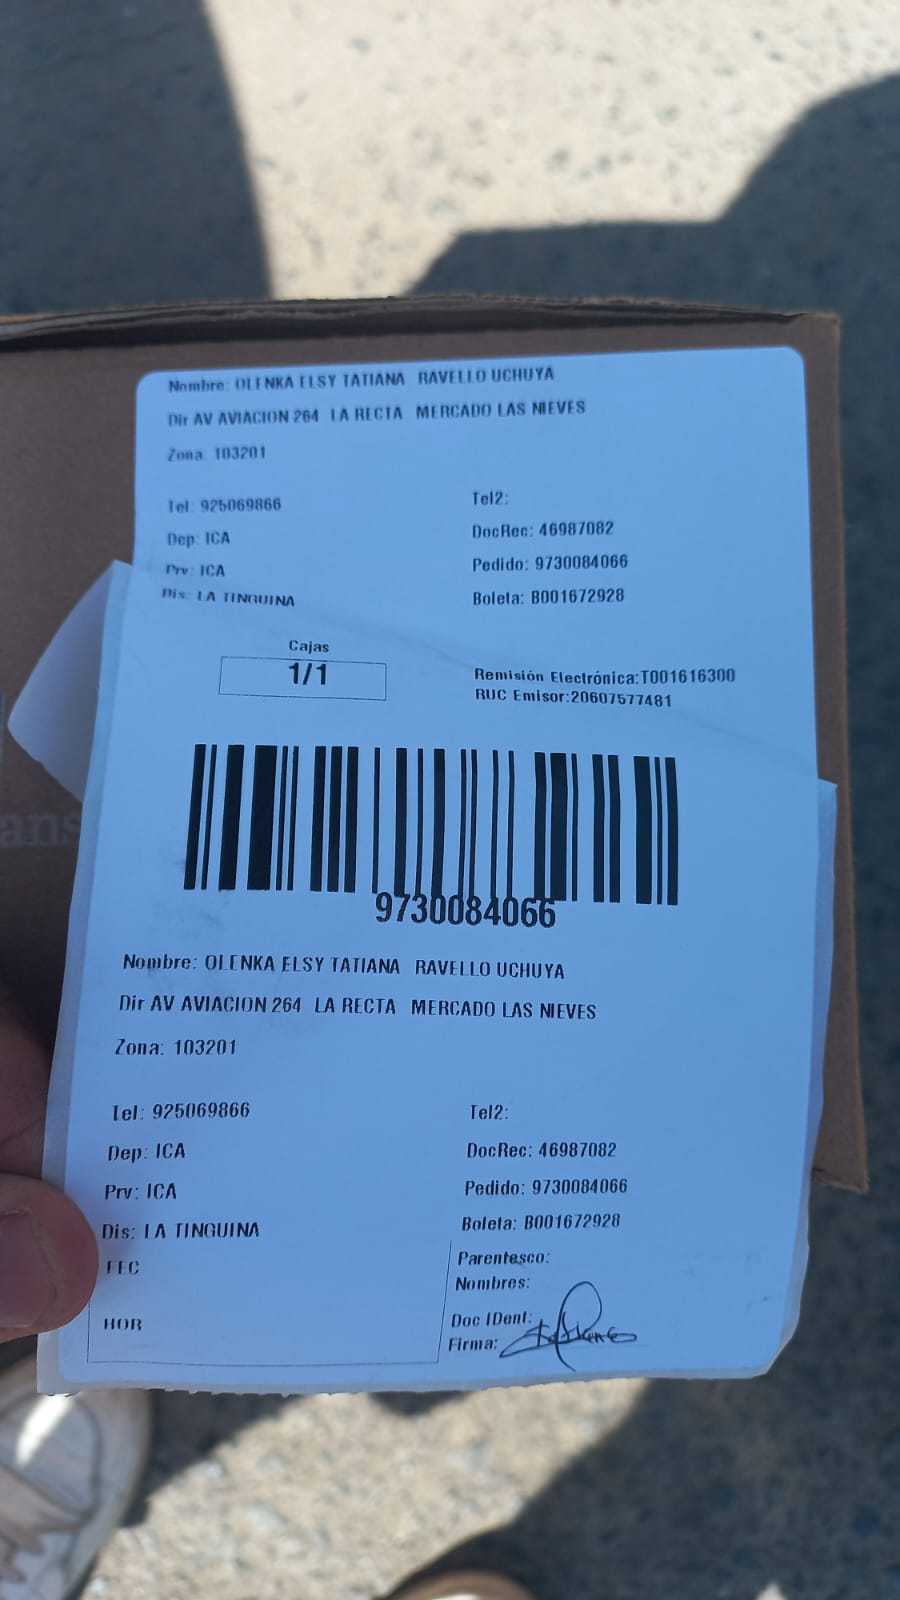 Nombre: OLENKA ELSY TATIANA RAVELLO UCHUYA
Dir AV AVIACION 264 LA RECTA MERCADO LAS NIEVES
Zona: 103201
Tel: 925069866 Tel2:
Dep: ICA DocRec: 46987082
Prv: ICA Pedido: 9730084066
Dis: LA TINGUINA Boleta: B001672928
Cajas
1/1
Remisión Electrónica:T001616300
RUC Emisor:20607577481
ans
9730084066
Nombre: OLENKA ELSY TATIANA RAVELLO UCHUYA
Dir AV AVIACION 264 LA RECTA MERCADO LAS NIEVES
Zona: 103201
Tel: 925069866 Tel2:
Dep: ICA DocRec: 46987082
Prv: ICA Pedido: 9730084066
Dis: LA TINGUINA Boleta: B001672928
FEC Parentesco:
Nombres:
HOR Doc IDent:
Firma: